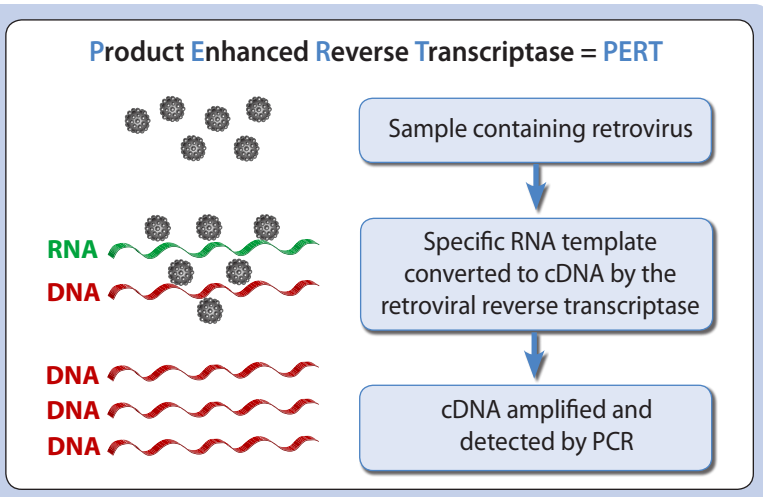 Product Enhanced Reverse Transcriptase = PERT
Sample containing retrovirus
RNA
DNA
Specific RNA template
converted to cDNA by the
retroviral reverse transcriptase
DNA
DNA
DNA
cDNA amplified and
detected by PCR